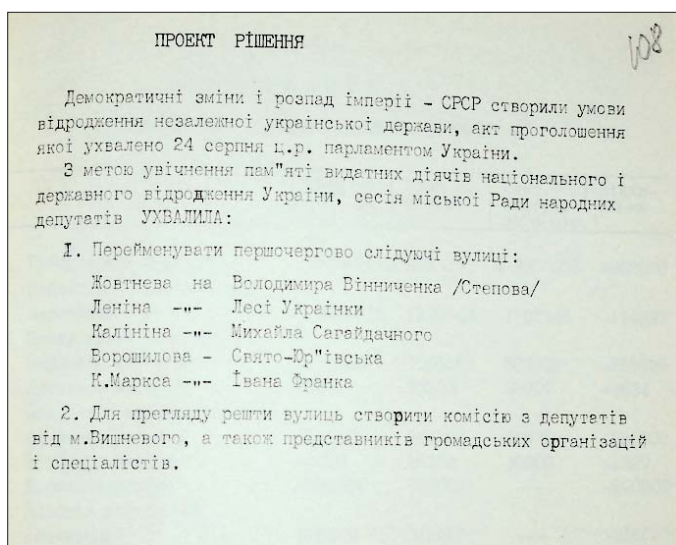 ПРОЕКТ РІШЕННЯ
108
Демократичні зміни і розпад імперії - СРСР створили умови
відродження незалежної української держави, акт проголошення
якої ухвалено 24 серпня ц.р. парламентом України.
З метою увічнення пам"яті видатних діячів національного і
державного відродження України, сесія міської Ради народних
депутатів УХВАЛИЛА:
I. Перейменувати першочергово слідуючі вулиці:
Жовтнева на Володимира Вінниченка /Степова/
Леніна -"- Лесі Українки
Калініна -"- Михайла Сагайдачного
Ворошилова - Свято-Юр"ївська
К.Маркса -"- Івана Франка
2. Для прегляду решти вулиць створити комісію з депутатів
від м.Вишневого, а також представників громадських організацій
і спеціалістів.